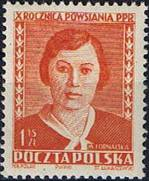 X ROCZNICA POWSTANIA PPR
M. FORNALSKA
1 15 ZŁ
POCZTA POLSKA